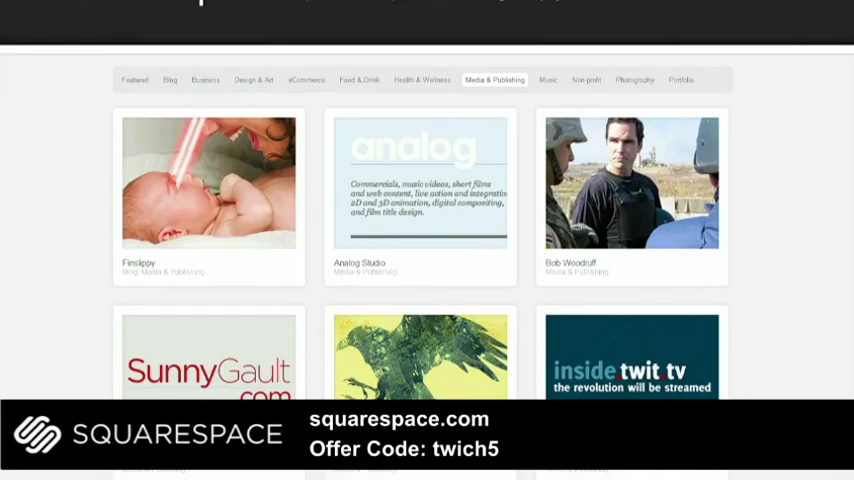 Featured Blog Business Design & Art eCommerce Food & Drink Health & Wellness Media & Publishing Music Non-profit Photography Portfolio
analog
Commercials, music videos, short films
and web content, live action and integratio
2D and 3D animation, digital compositing,
and film title design.
Finslippy
Blog, Media & Publishing
Analog Studio
Media & Publishing
Bob Woodruff
Media & Publishing
SunnyGault
.com
inside.twit.tv
the revolution will be streamed
SQUARESPACE
squarespace.com
Offer Code: twich5